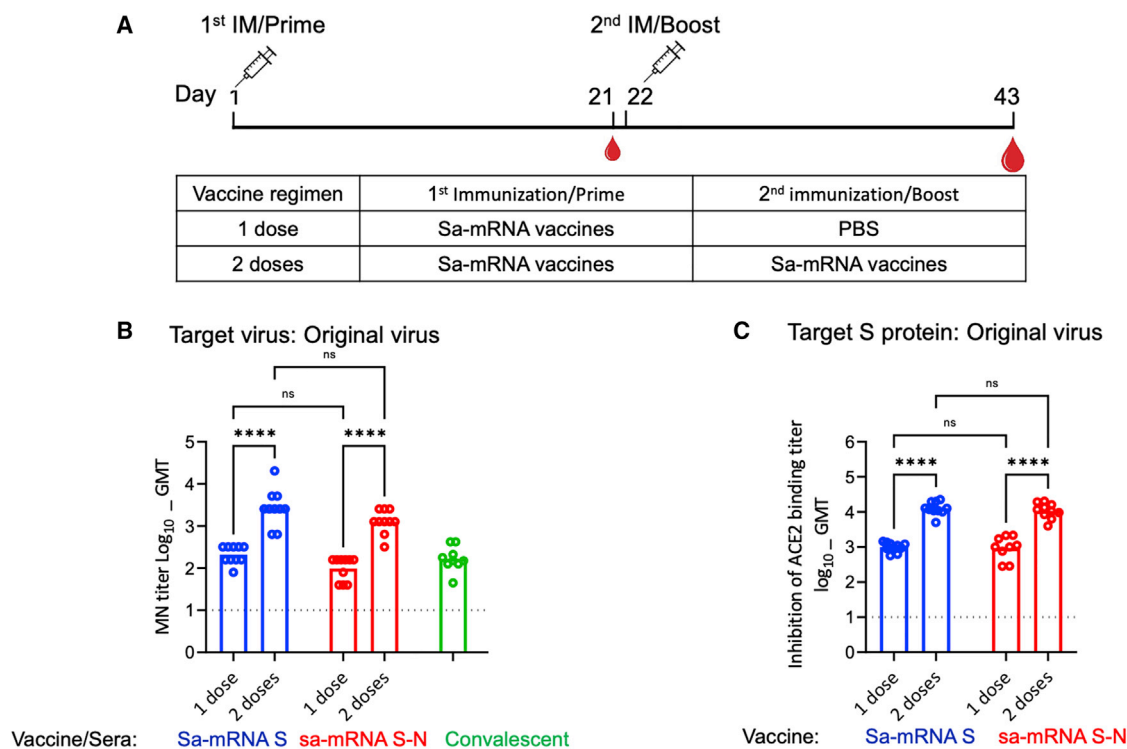 A
1st IM/Prime
2nd IM/Boost
Day 1 21 22 43
Vaccine regimen 1st Immunization/Prime 2nd immunization/Boost
1 dose Sa-mRNA vaccines PBS
2 doses Sa-mRNA vaccines Sa-mRNA vaccines
B Target virus: Original virus
ns
ns
**** ****
MN titer Log10 _ GMT
5
4
3
2
1
0
1 dose 2 doses 1 dose 2 doses
Vaccine/Sera: Sa-mRNA S sa-mRNA S-N Convalescent
C Target S protein: Original virus
ns
ns
**** ****
Inhibition of ACE2 binding titer
log10 _ GMT
6
5
4
3
2
1
0
1 dose 2 doses 1 dose 2 doses
Vaccine: Sa-mRNA S sa-mRNA S-N